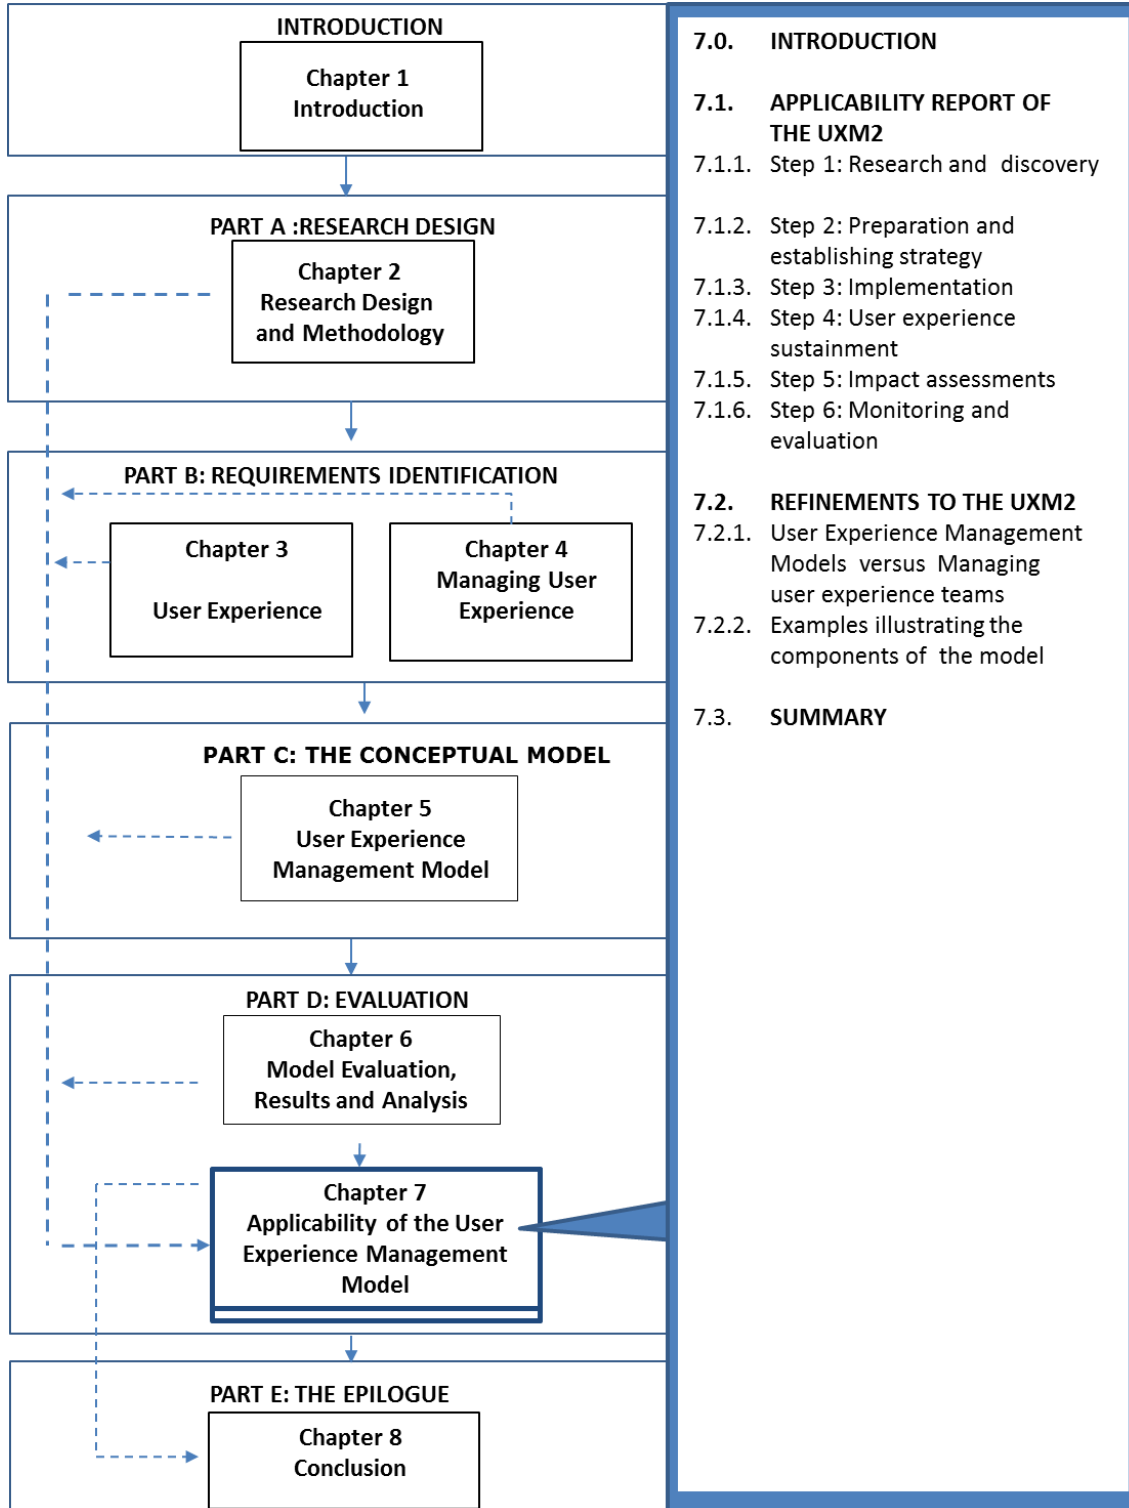 INTRODUCTION
Chapter 1
Introduction
PART A :RESEARCH DESIGN
Chapter 2
Research Design
and Methodology
PART B: REQUIREMENTS IDENTIFICATION
Chapter 3
User Experience
Chapter 4
Managing User
Experience
PART C: THE CONCEPTUAL MODEL
Chapter 5
User Experience
Management Model
PART D: EVALUATION
Chapter 6
Model Evaluation,
Results and Analysis
Chapter 7
Applicability of the User
Experience Management
Model
PART E: THE EPILOGUE
Chapter 8
Conclusion
7.0. INTRODUCTION
7.1. APPLICABILITY REPORT OF
THE UXM2
7.1.1. Step 1: Research and discovery
7.1.2. Step 2: Preparation and
establishing strategy
7.1.3. Step 3: Implementation
7.1.4. Step 4: User experience
sustainment
7.1.5. Step 5: Impact assessments
7.1.6. Step 6: Monitoring and
evaluation
7.2. REFINEMENTS TO THE UXM2
7.2.1. User Experience Management
Models versus Managing
user experience teams
7.2.2. Examples illustrating the
components of the model
7.3. SUMMARY